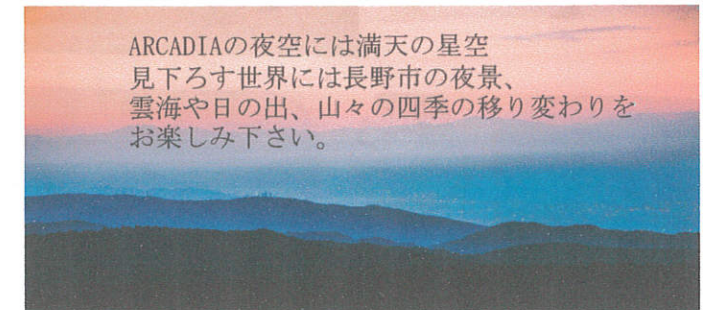 ARCADIAの夜空には満天の星空
見下ろす世界には長野市の夜景、
雲海や日の出、山々の四季の移り変わりを
お楽しみ下さい。